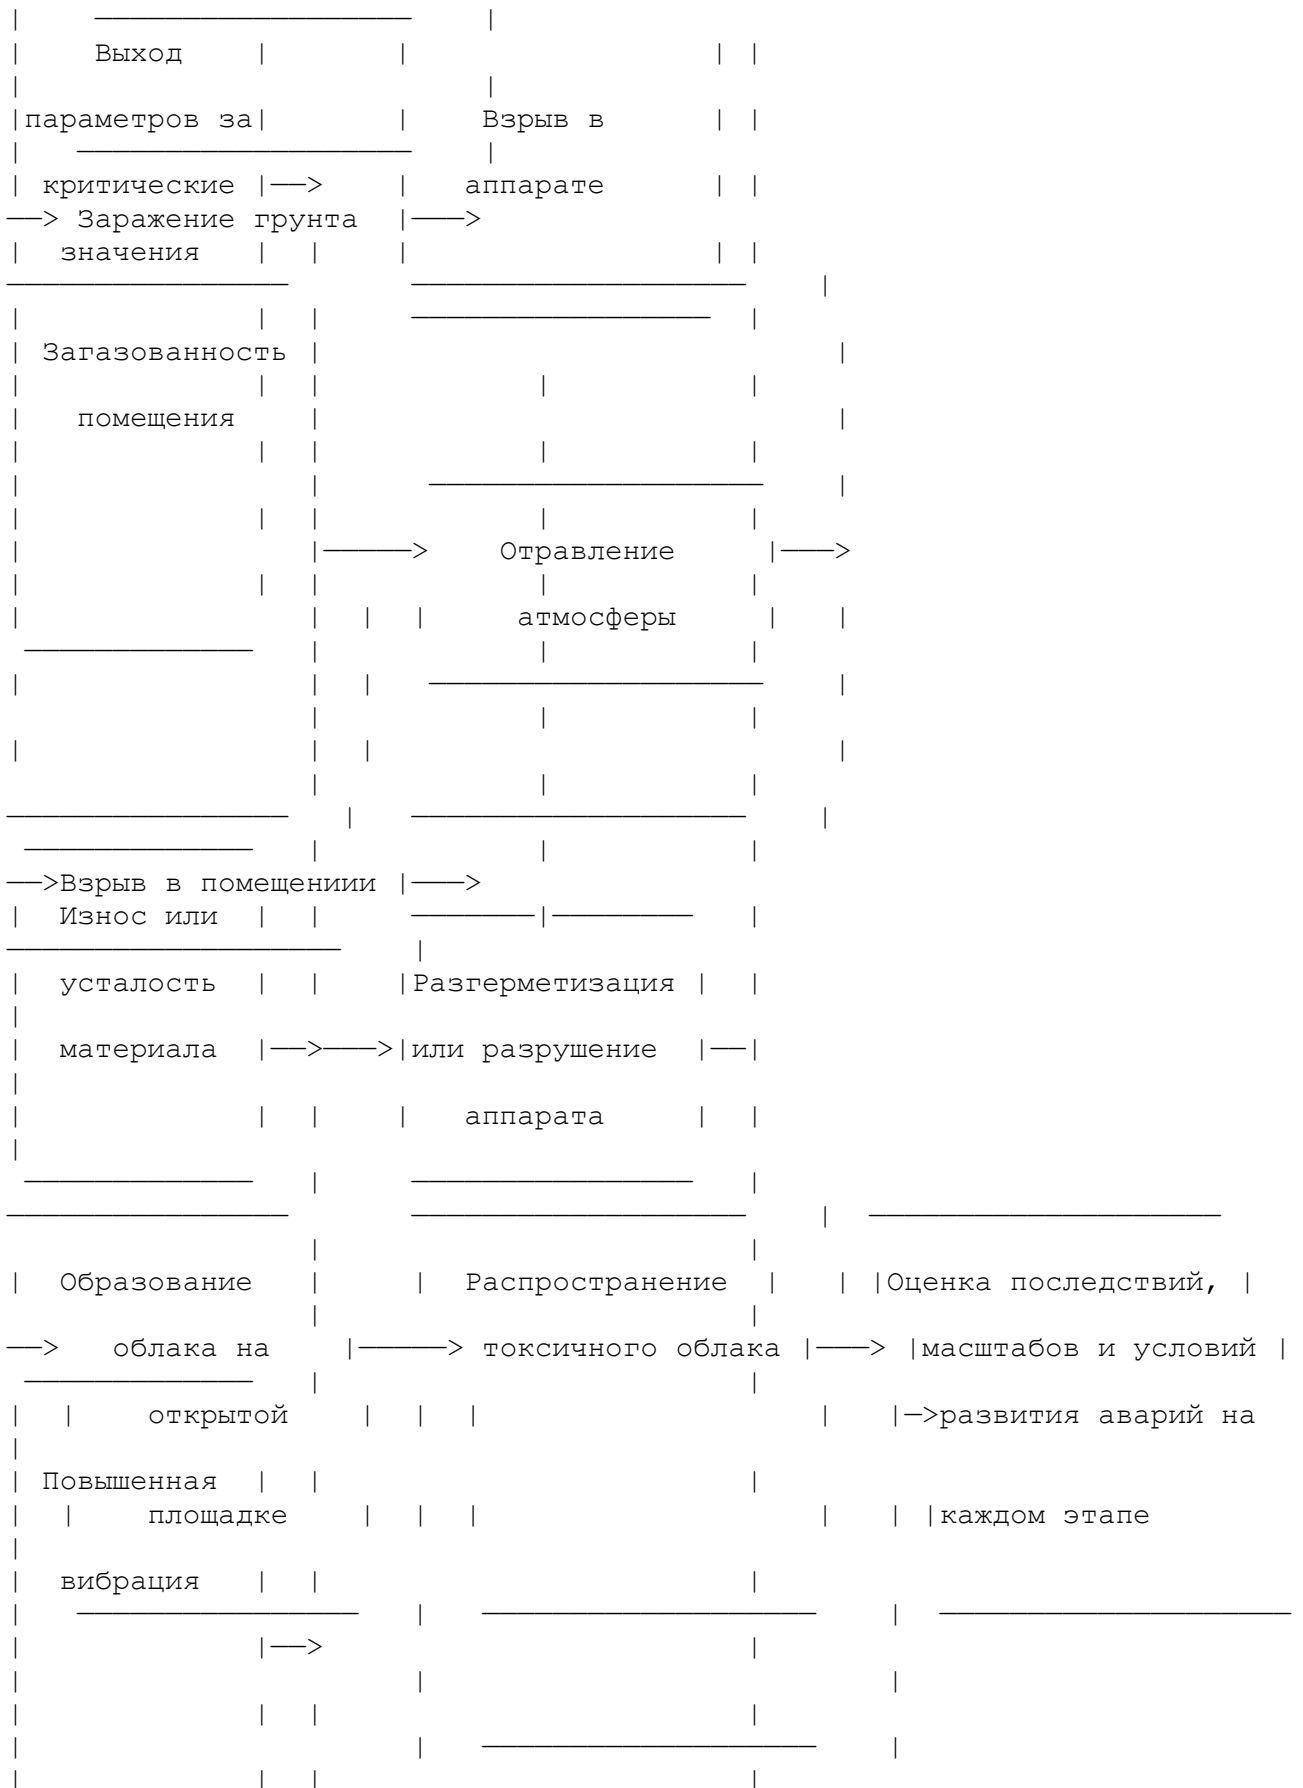 Выход
параметров за Взрыв в
критические аппарате
Заражение грунта
значения
Загазованность
помещения
Отравление
атмосферы
Взрыв в помещениии
Износ или
усталость Разгерметизация
материала или разрушение
аппарата
Образование Распространение Оценка последствий,
облака на токсичного облака масштабов и условий
открытой развития аварий на
Повышенная
площадке каждом этапе
вибрация